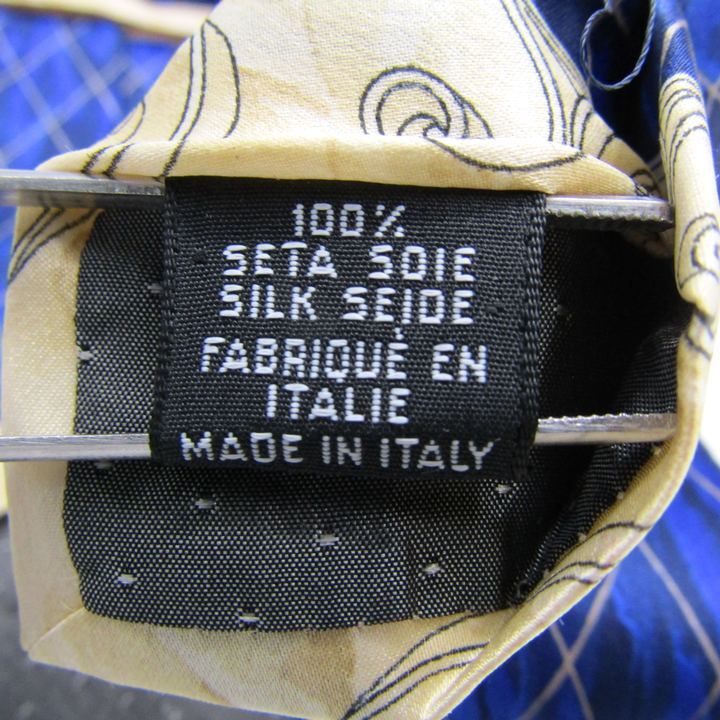 100%
SETA SOIE
SILK SEIDE
FABRIQUÉ EN
ITALIE
MADE IN ITALY